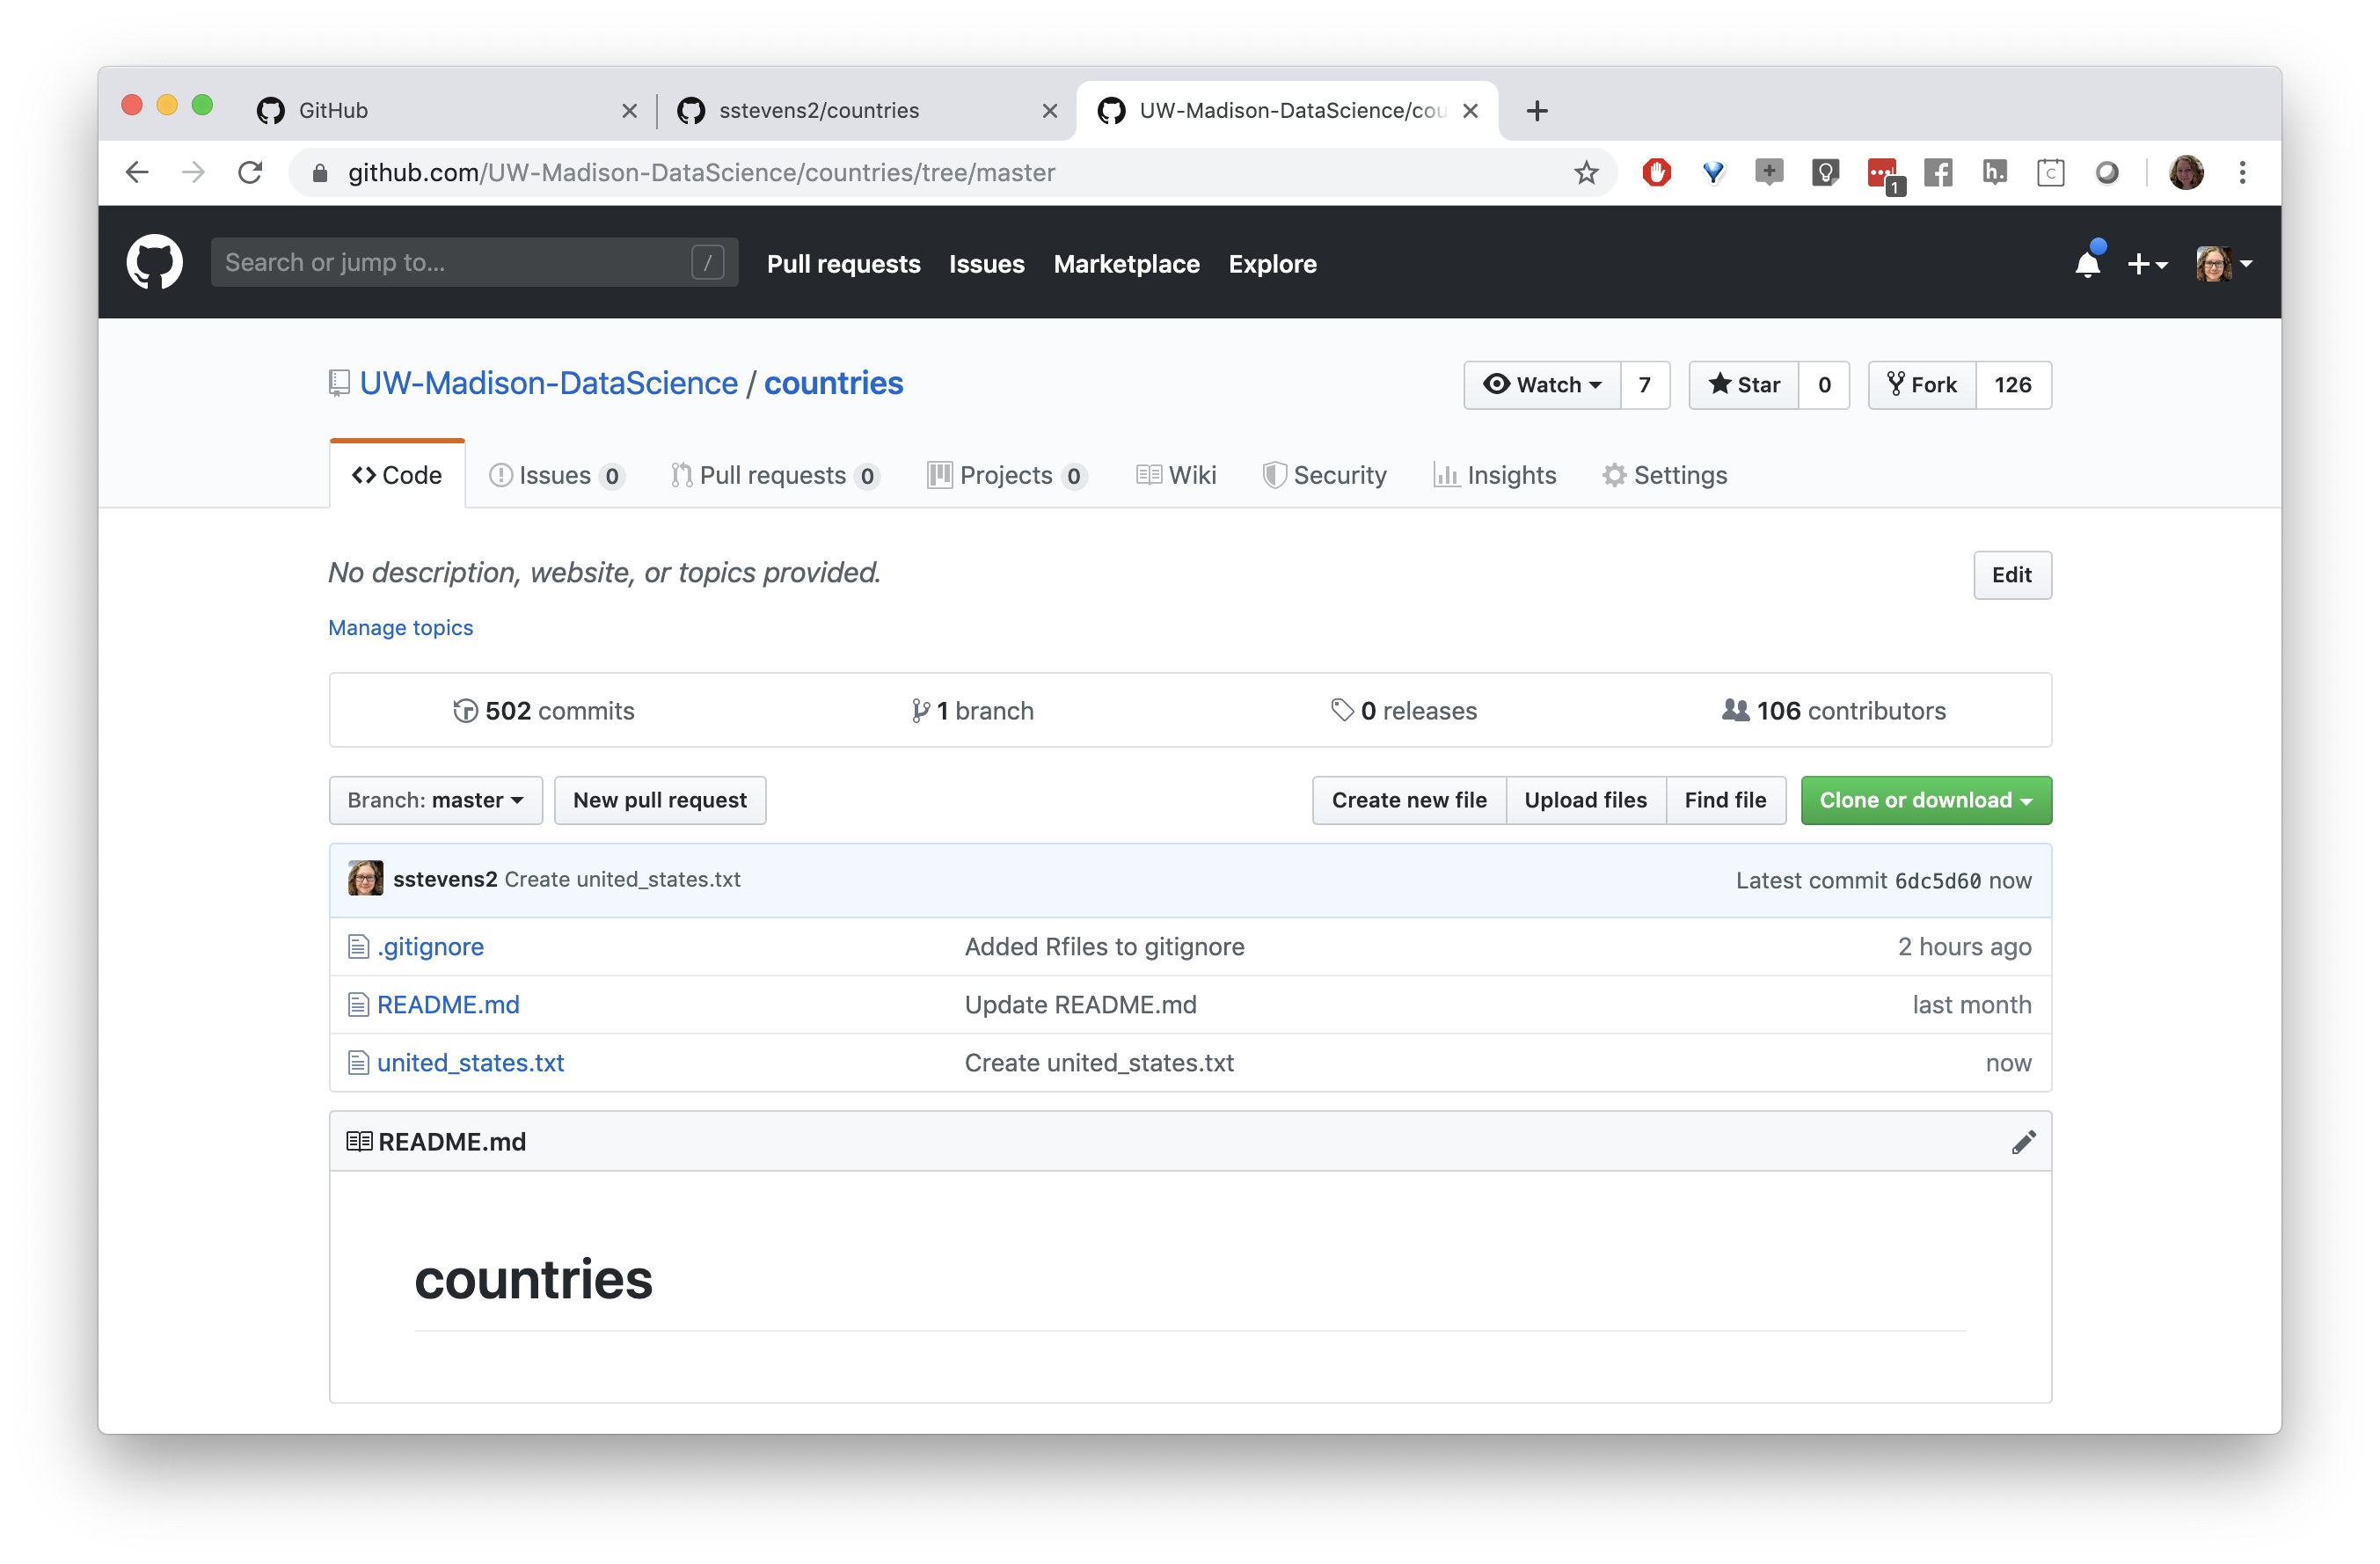 GitHub
sstevens2/countries
UW-Madison-DataScience/cou
github.com/UW-Madison-DataScience/countries/tree/master
1
Search or jump to...
/
Pull requests Issues Marketplace Explore
UW-Madison-DataScience / countries
Watch 7
Star 0
Fork 126
Code
Issues 0
Pull requests 0
Projects 0
Wiki
Security
Insights
Settings
No description, website, or topics provided.
Edit
Manage topics
502 commits
1 branch
0 releases
106 contributors
Branch: master
New pull request
Create new file
Upload files
Find file
Clone or download
sstevens2 Create united_states.txt
Latest commit 6dc5d60 now
.gitignore Added Rfiles to gitignore 2 hours ago
README.md Update README.md last month
united_states.txt Create united_states.txt now
README.md
countries